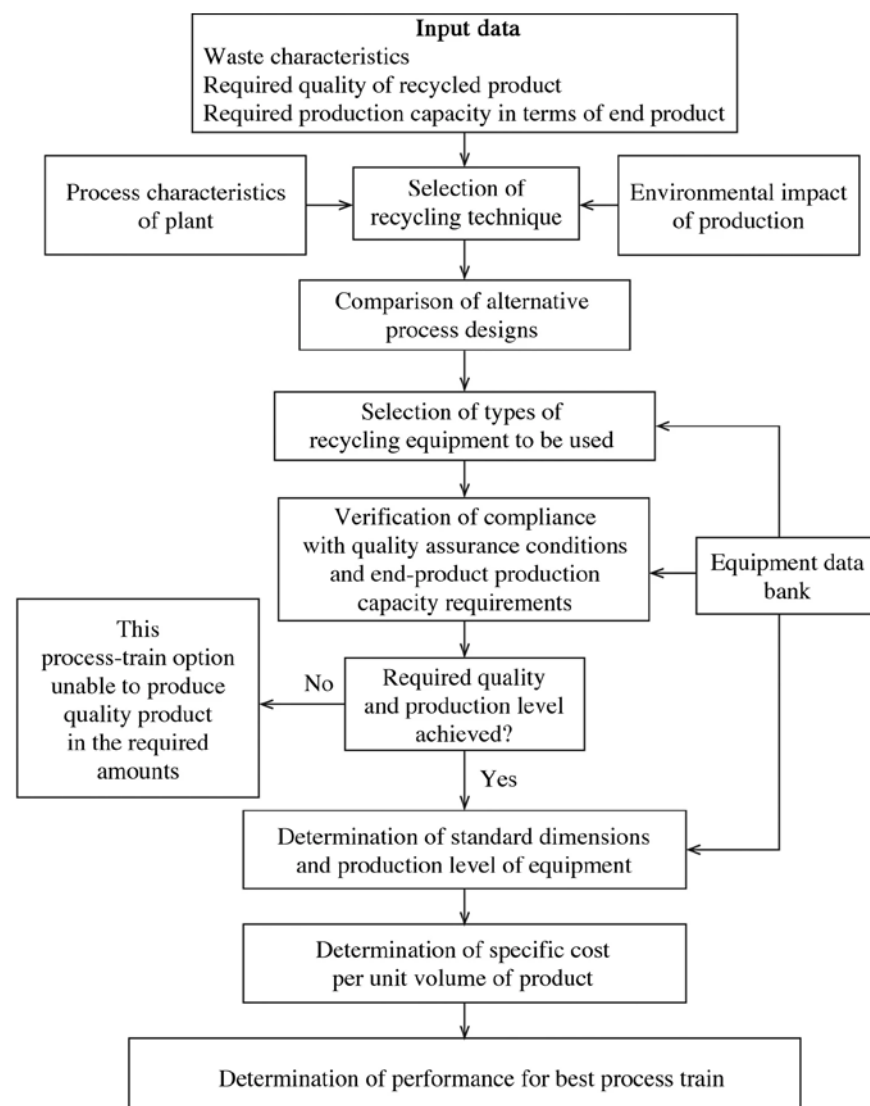 Input data
Waste characteristics
Required quality of recycled product
Required production capacity in terms of end product
Process characteristics
of plant
Selection of
recycling technique
Environmental impact
of production
Comparison of alternative
process designs
Selection of types of
recycling equipment to be used
Verification of compliance
with quality assurance conditions
and end-product production
capacity requirements
Equipment data
bank
This
process-train option
unable to produce
quality product
in the required
amounts
No
Required quality
and production level
achieved?
Yes
Determination of standard dimensions
and production level of equipment
Determination of specific cost
per unit volume of product
Determination of performance for best process train